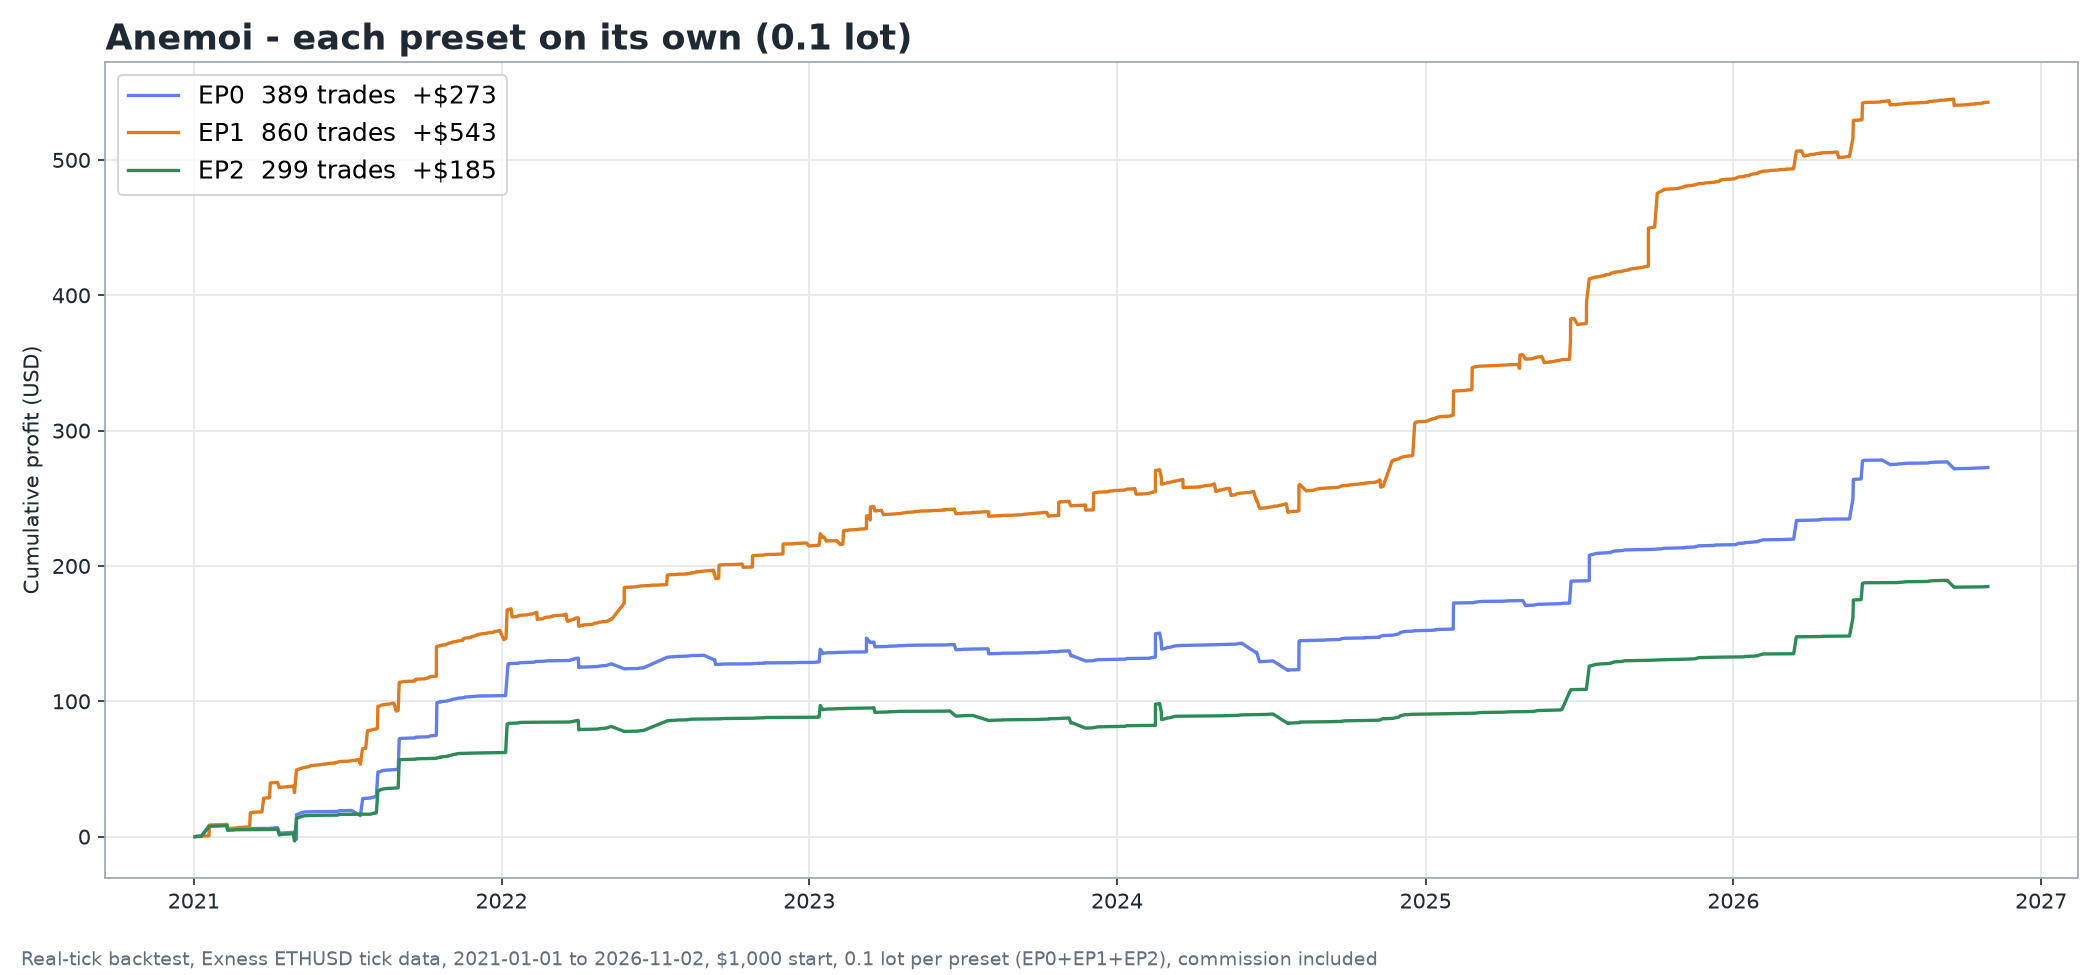 Anemoi - each preset on its own (0.1 lot)
EP0  389 trades  +$273
EP1  860 trades  +$543
EP2  299 trades  +$185
Cumulative profit (USD)
500
400
300
200
100
0
2021
2022
2023
2024
2025
2026
2027
Real-tick backtest, Exness ETHUSD tick data, 2021-01-01 to 2026-11-02, $1,000 start, 0.1 lot per preset (EP0+EP1+EP2), commission included